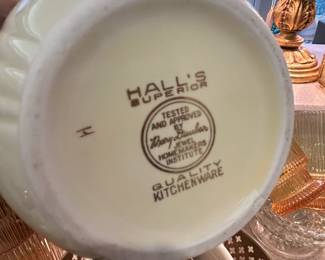 HALL'S
SUPERIOR
TESTED
AND APPROVED
BY
Mary Dunbar
JEWEL
HOMEMAKERS
INSTITUTE
QUALITY
KITCHENWARE